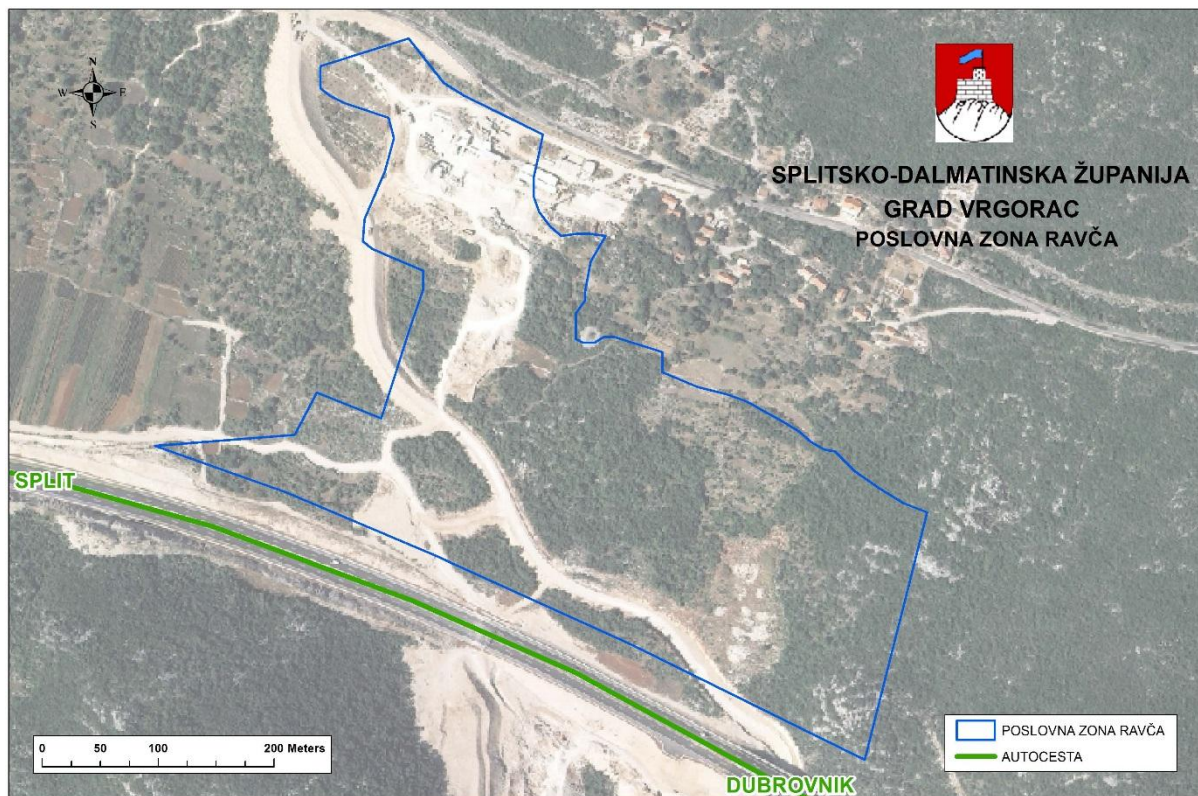 N
W E
S
SPLITSKO-DALMATINSKA ŽUPANIJA
GRAD VRGORAC
POSLOVNA ZONA RAVČA
SPLIT
DUBROVNIK
0 50 100 200 Meters
POSLOVNA ZONA RAVČA
AUTOCESTA